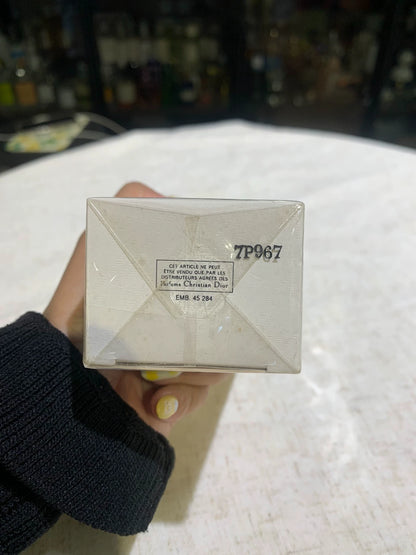 7P967
CET ARTICLE NE PEUT
ÊTRE VENDU QUE PAR LES
DISTRIBUTEURS AGRÉÉS DES
Parfums Christian Dior
EMB. 45 284